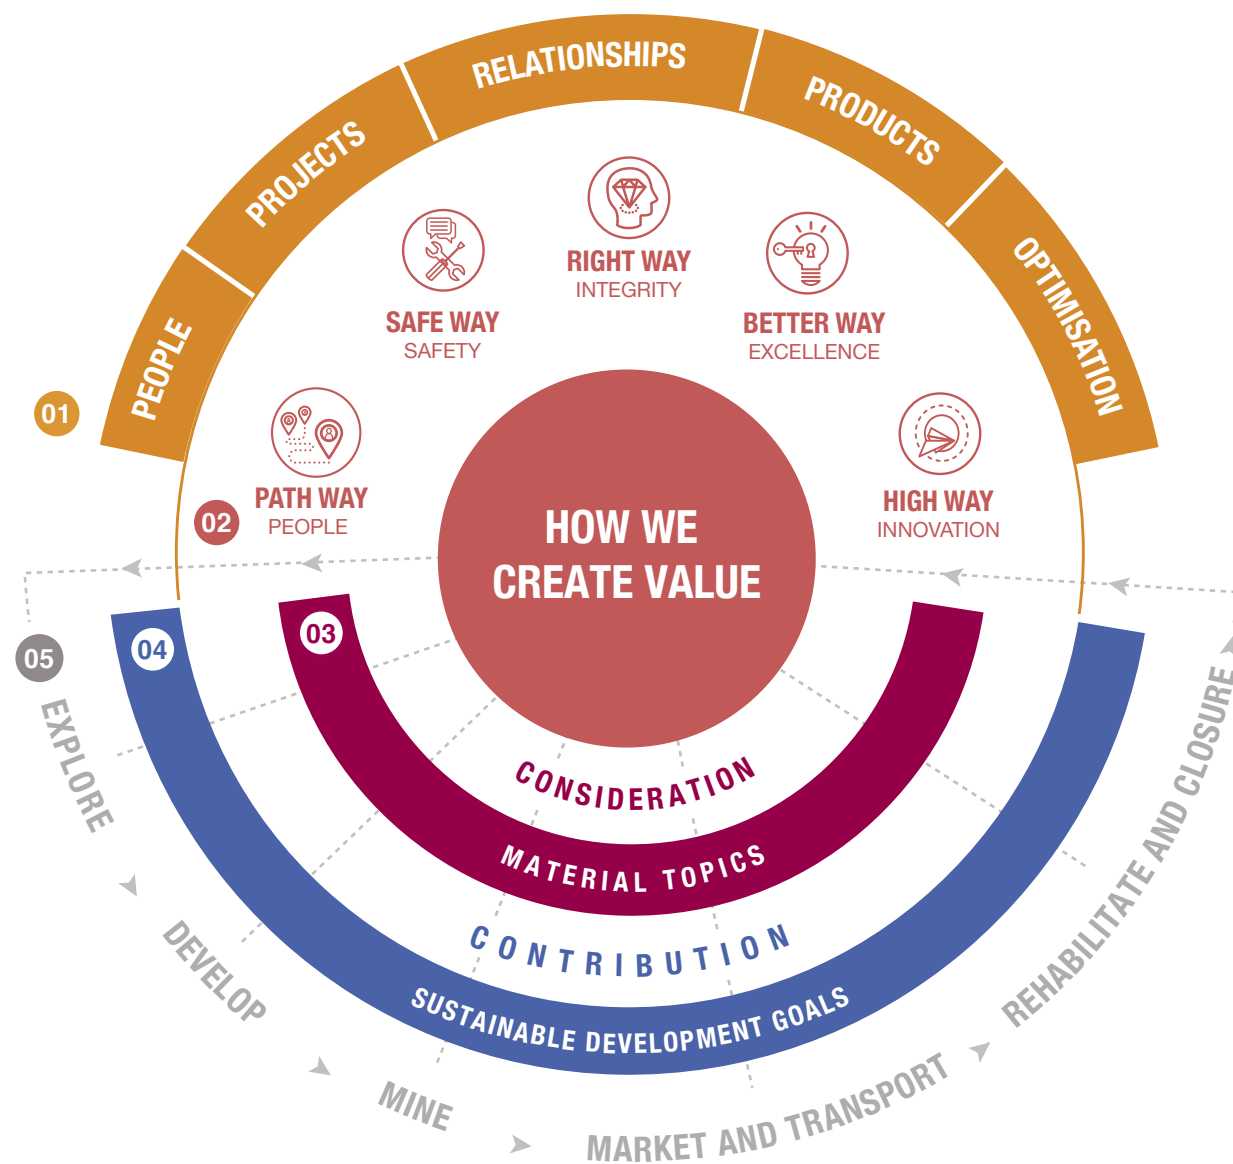 01
PEOPLE
PROJECTS
RELATIONSHIPS
PRODUCTS
OPTIMISATION
02
PATH WAY
PEOPLE
SAFE WAY
SAFETY
RIGHT WAY
INTEGRITY
BETTER WAY
EXCELLENCE
HIGH WAY
INNOVATION
HOW WE
CREATE VALUE
03
CONSIDERATION
MATERIAL TOPICS
04
CONTRIBUTION
SUSTAINABLE DEVELOPMENT GOALS
05
EXPLORE
DEVELOP
MINE
MARKET AND TRANSPORT
REHABILITATE AND CLOSURE